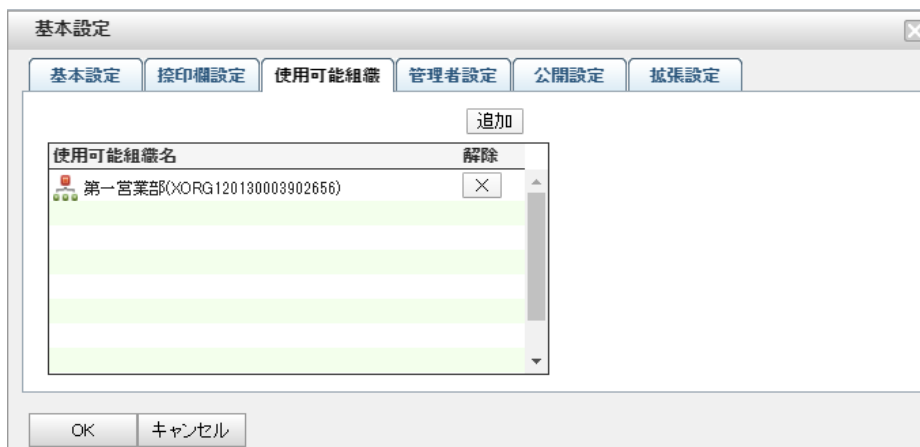 基本設定
基本設定 捺印欄設定 使用可能組織 管理者設定 公開設定 拡張設定
追加
使用可能組織名 解除
第一営業部(XORG120130003902656)
OK キャンセル